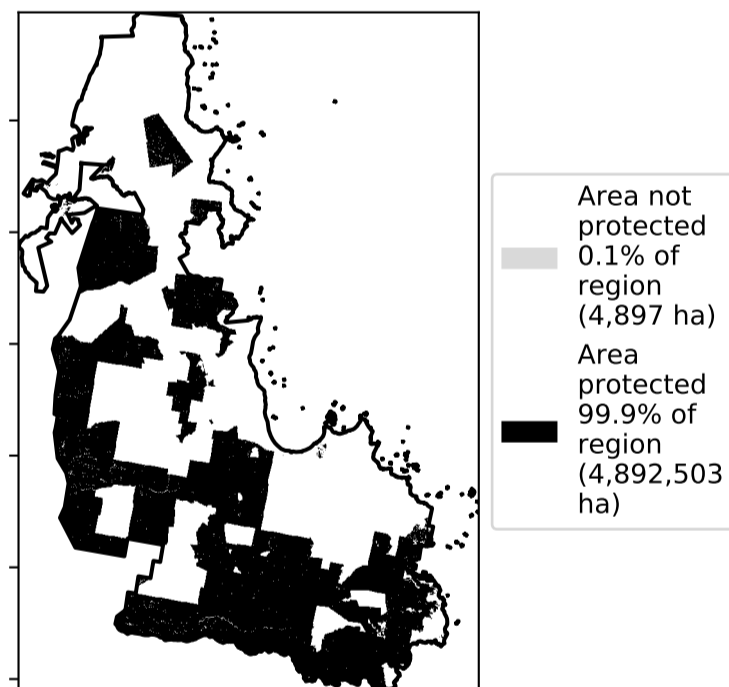 Area not
protected
0.1% of
region
(4,897 ha)
Area
protected
99.9% of
region
(4,892,503
ha)